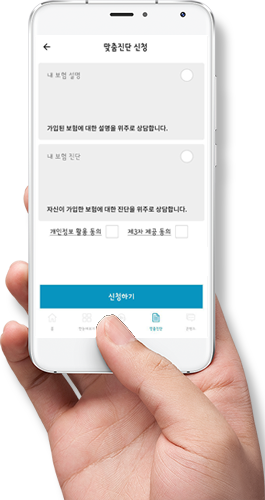 맞춤진단 신청
내 보험 설명
가입된 보험에 대한 설명을 위주로 상담합니다.
내 보험 진단
자신이 가입한 보험에 대한 진단을 위주로 상담합니다.
개인정보 활용 동의 제3자 제공 동의
신청하기
홈 맞춤진단